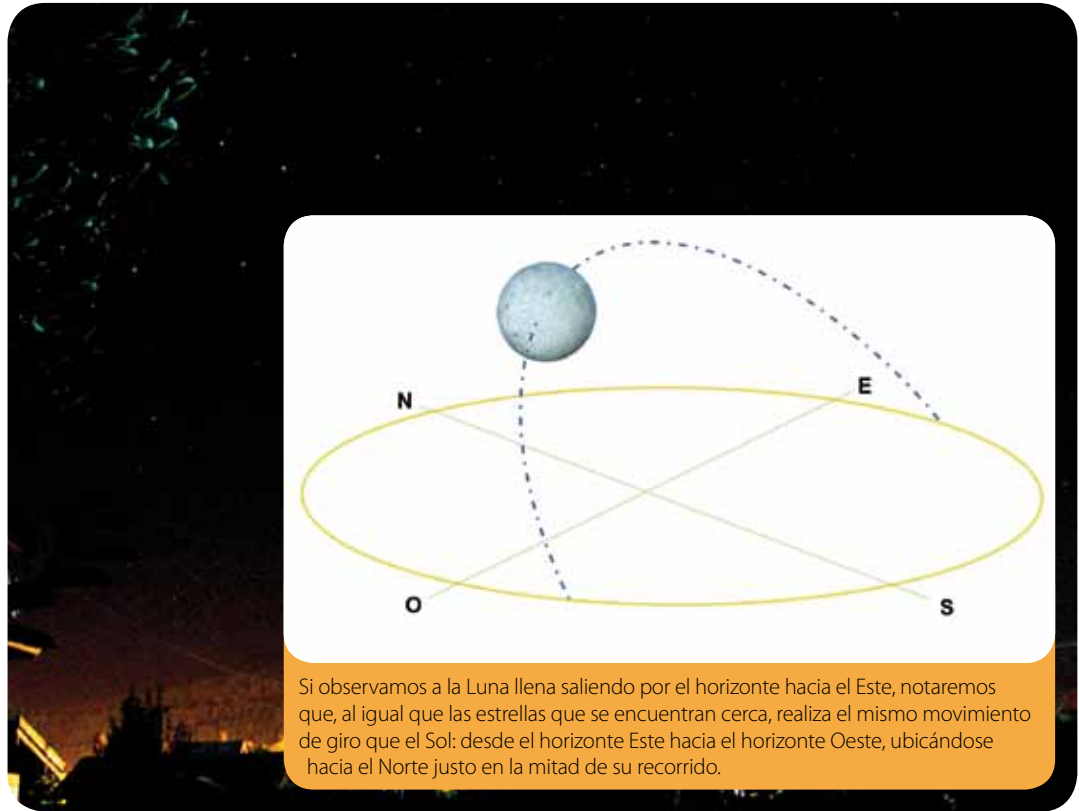 N
E
O
S
Si observamos a la Luna llena saliendo por el horizonte hacia el Este, notaremos
que, al igual que las estrellas que se encuentran cerca, realiza el mismo movimiento
de giro que el Sol: desde el horizonte Este hacia el horizonte Oeste, ubicándose
hacia el Norte justo en la mitad de su recorrido.